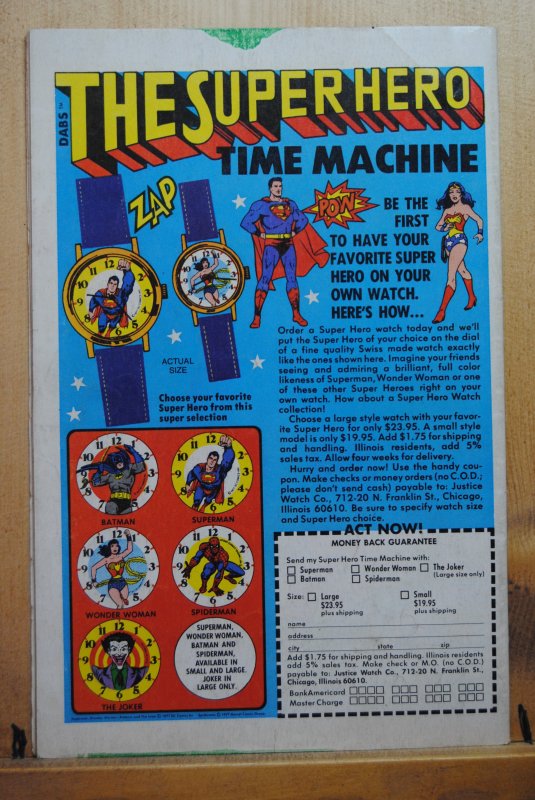 DABS™
THE SUPER HERO
TIME MACHINE
ZAP
POW
BE THE
FIRST
TO HAVE YOUR
FAVORITE SUPER
HERO ON YOUR
OWN WATCH.
HERE'S HOW...
ACTUAL
SIZE
Choose your favorite
Super Hero from this
super selection
Order a Super Hero watch today and we'll
put the Super Hero of your choice on the dial
of a fine quality Swiss made watch exactly
like the ones shown here. Imagine your friends
seeing and admiring a brilliant, full color
likeness of Superman, Wonder Woman or one
of these other Super Heroes right on your
own watch. How about a Super Hero Watch
collection!
Choose a large style watch with your favor-
ite Super Hero for only $23.95. A small style
model is only $19.95. Add $1.75 for shipping
and handling. Illinois residents, add 5%
sales tax. Allow four weeks for delivery.
Hurry and order now! Use the handy cou-
pon. Make checks or money orders (no C.O.D.;
please don't send cash) payable to: Justice
Watch Co., 712-20 N. Franklin St., Chicago,
Illinois 60610. Be sure to specify watch size
and Super Hero choice.
BATMAN
SUPERMAN
WONDER WOMAN
SPIDERMAN
THE JOKER
SUPERMAN,
WONDER WOMAN,
BATMAN AND
SPIDERMAN,
AVAILABLE IN
SMALL AND LARGE.
JOKER IN
LARGE ONLY.
ACT NOW!
MONEY BACK GUARANTEE
Send my Super Hero Time Machine with:
Superman Wonder Woman The Joker
Batman Spiderman (Large size only)
Size: Large Small
$23.95 $19.95
plus shipping plus shipping
name
address
city state zip
Add $1.75 for shipping and handling. Illinois residents
add 5% sales tax. Make check or M.O. (no C.O.D.)
payable to: Justice Watch Co., 712-20 N. Franklin St.,
Chicago, Illinois 60610.
BankAmericard
Master Charge